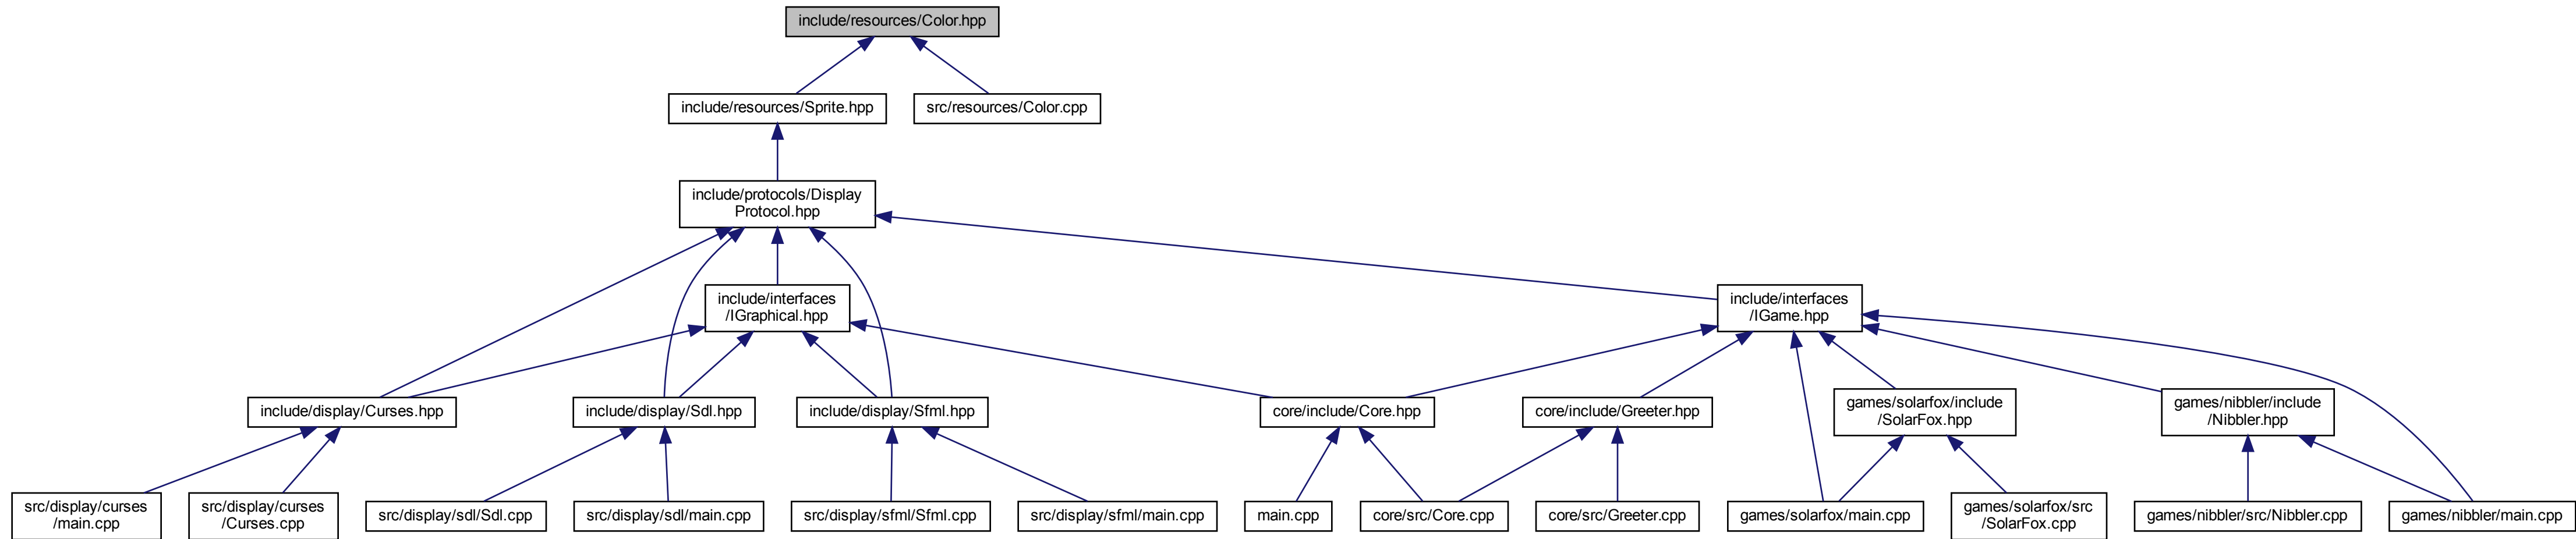 include/resources/Color.hpp
include/resources/Sprite.hpp
src/resources/Color.cpp
include/protocols/Display
Protocol.hpp
include/interfaces
/IGraphical.hpp
include/interfaces
/IGame.hpp
include/display/Curses.hpp
include/display/Sdl.hpp
include/display/Sfml.hpp
core/include/Core.hpp
core/include/Greeter.hpp
games/solarfox/include
/SolarFox.hpp
games/nibbler/include
/Nibbler.hpp
src/display/curses
/main.cpp
src/display/curses
/Curses.cpp
src/display/sdl/Sdl.cpp
src/display/sdl/main.cpp
src/display/sfml/Sfml.cpp
src/display/sfml/main.cpp
main.cpp
core/src/Core.cpp
core/src/Greeter.cpp
games/solarfox/main.cpp
games/solarfox/src
/SolarFox.cpp
games/nibbler/src/Nibbler.cpp
games/nibbler/main.cpp